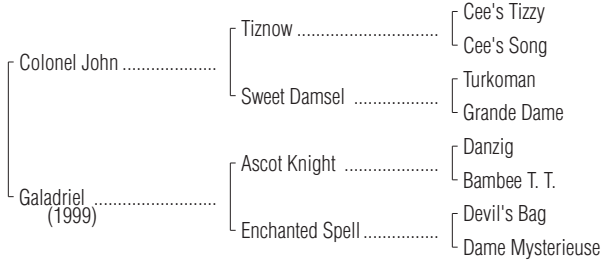 Cee's Tizzy
Tiznow ........................
Cee's Song
Colonel John ................
Turkoman
Sweet Damsel ...............
Grande Dame
Danzig
Ascot Knight .................
Bambee T. T.
Galadriel .....................
(1999)
Devil's Bag
Enchanted Spell .............
Dame Mysterieuse